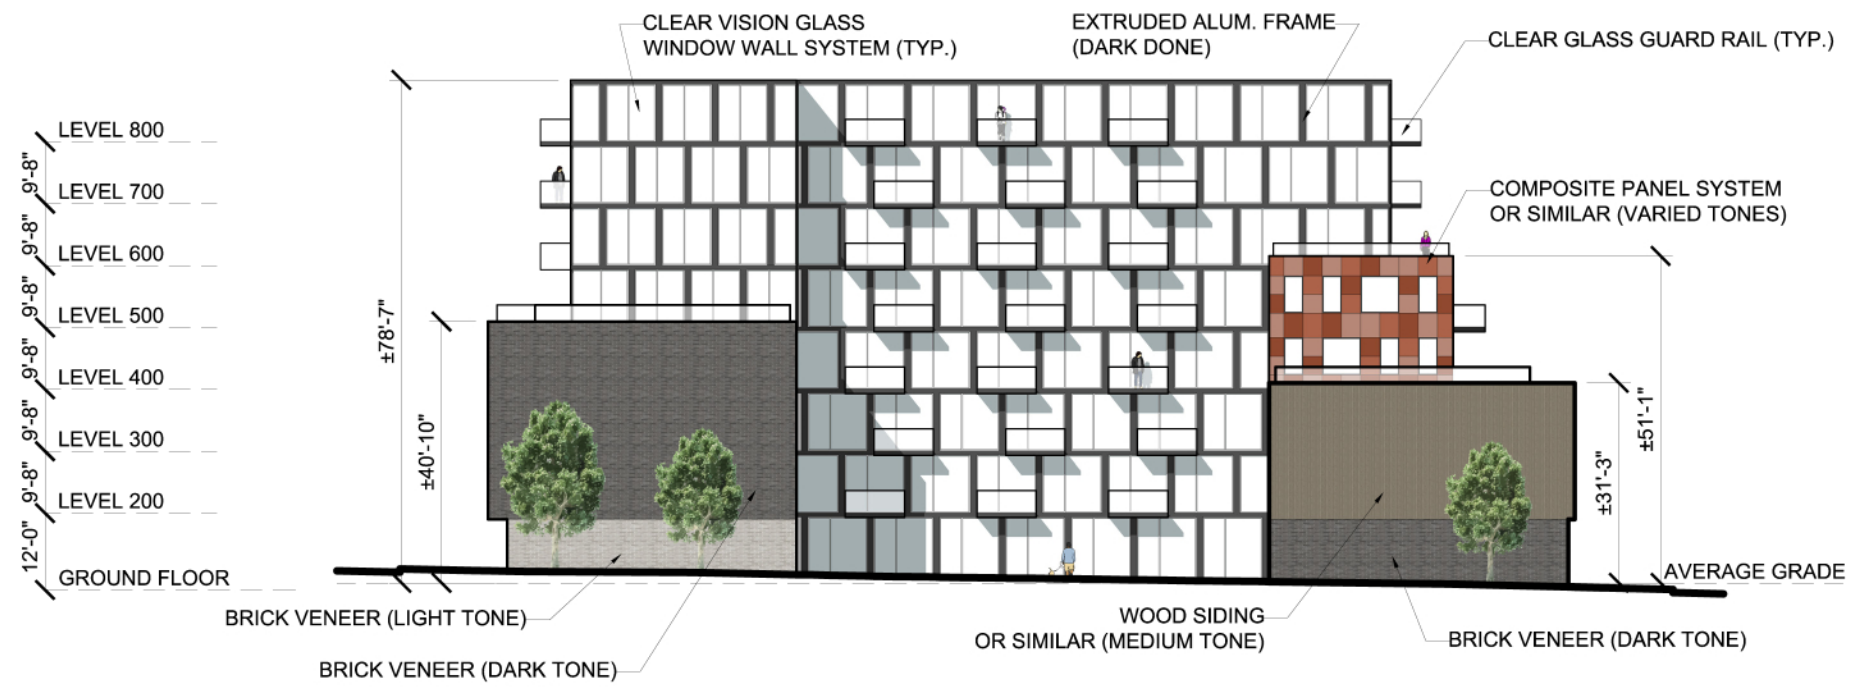 CLEAR VISION GLASS
WINDOW WALL SYSTEM (TYP.)
EXTRUDED ALUM. FRAME
(DARK DONE)
CLEAR GLASS GUARD RAIL (TYP.)
LEVEL 800
9'-8"
LEVEL 700
9'-8"
LEVEL 600
9'-8"
LEVEL 500
9'-8"
LEVEL 400
9'-8"
LEVEL 300
9'-8"
LEVEL 200
12'-0"
GROUND FLOOR
±78'-7"
±40'-10"
COMPOSITE PANEL SYSTEM
OR SIMILAR (VARIED TONES)
±51'-1"
±31'-3"
AVERAGE GRADE
BRICK VENEER (LIGHT TONE)
BRICK VENEER (DARK TONE)
WOOD SIDING
OR SIMILAR (MEDIUM TONE)
BRICK VENEER (DARK TONE)